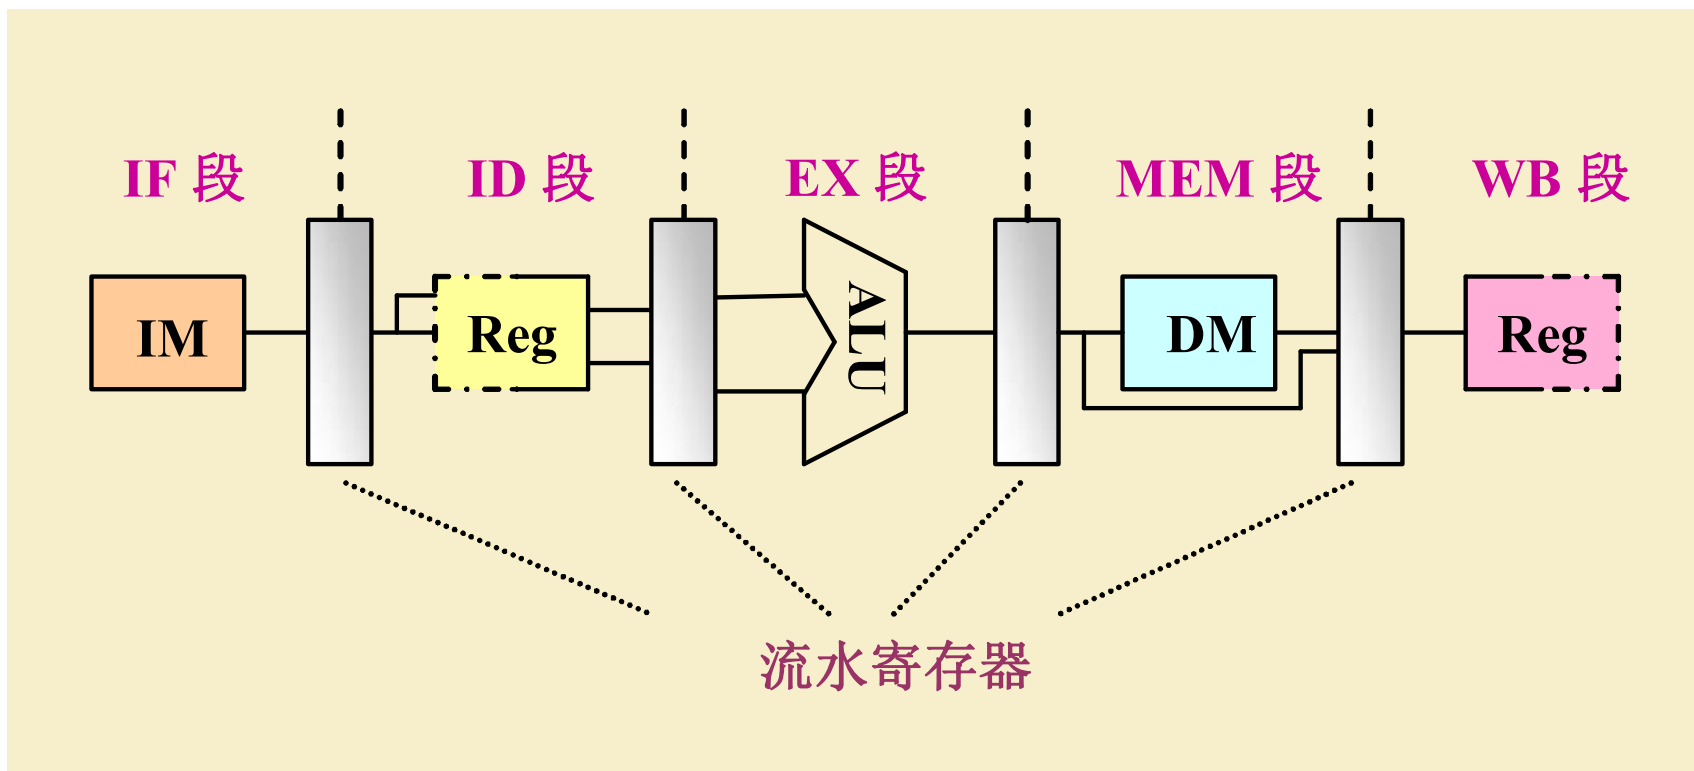 IF 段
ID 段
EX 段
MEM 段
WB 段
IM
Reg
ALU
DM
Reg
流水寄存器